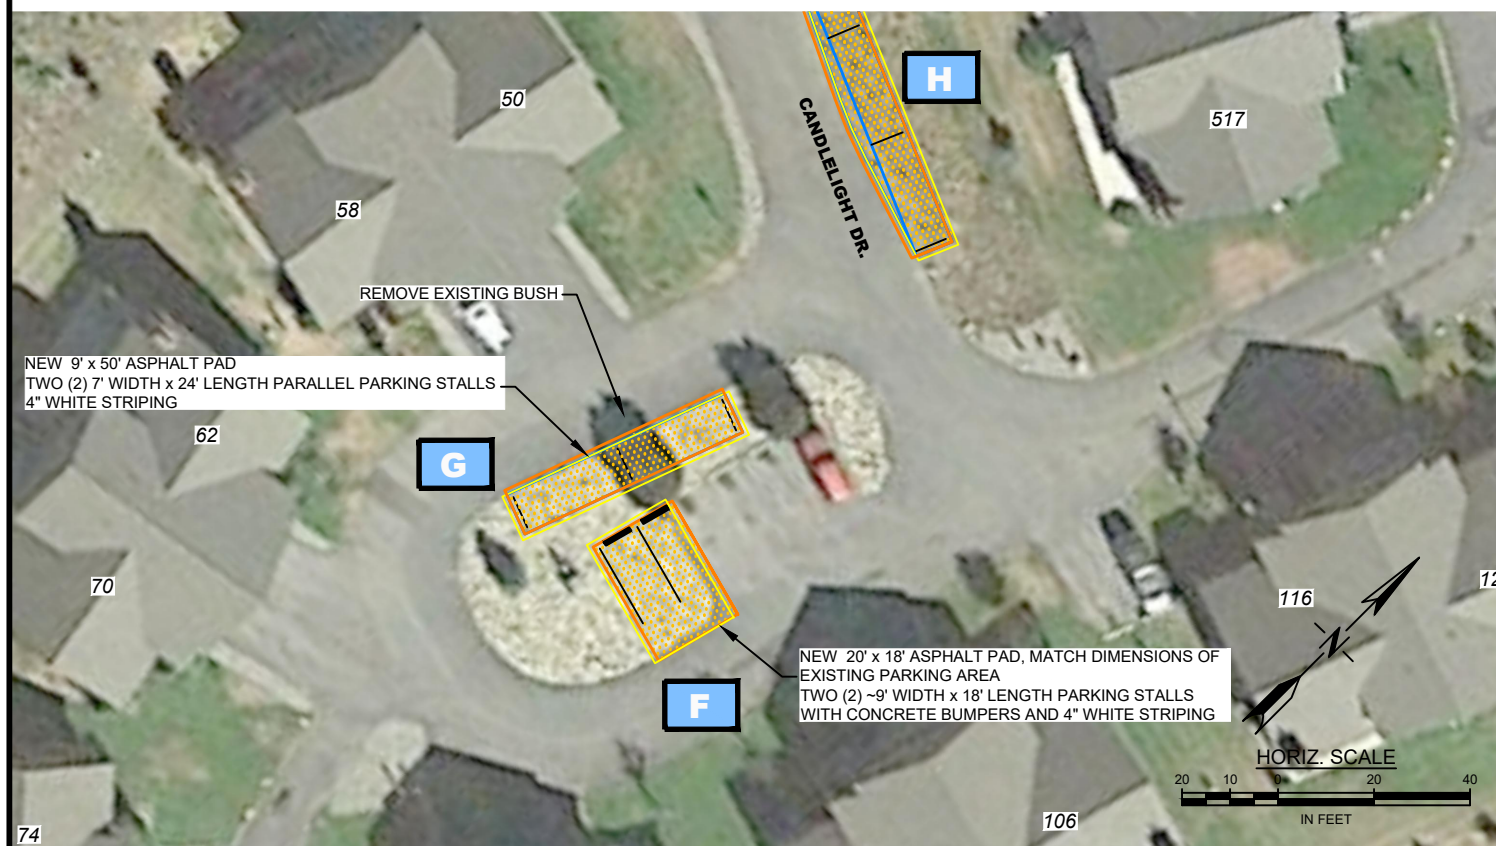 50
H
517
CANDLELIGHT DR.
58
REMOVE EXISTING BUSH
NEW 9' x 50' ASPHALT PAD
TWO (2) 7' WIDTH x 24' LENGTH PARALLEL PARKING STALLS
4" WHITE STRIPING
62
G
70
116
12
N
NEW 20' x 18' ASPHALT PAD, MATCH DIMENSIONS OF
EXISTING PARKING AREA
TWO (2) ~9' WIDTH x 18' LENGTH PARKING STALLS
WITH CONCRETE BUMPERS AND 4" WHITE STRIPING
F
HORIZ. SCALE
20 10 0 20 40
IN FEET
74
106